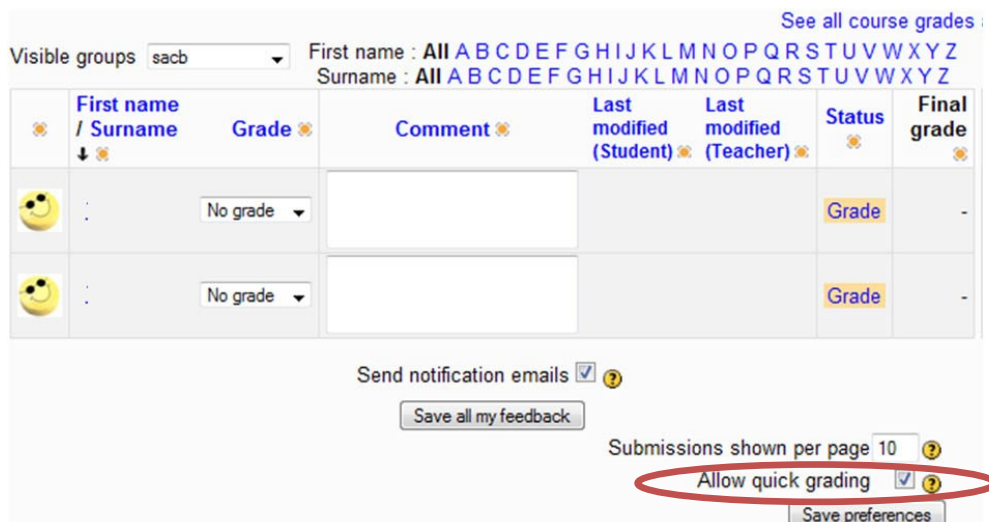 See all course grades
Visible groups sacb First name : All A B C D E F G H I J K L M N O P Q R S T U V W X Y Z
Surname : All A B C D E F G H I J K L M N O P Q R S T U V W X Y Z
First name / Surname ↓ Grade Comment Last modified (Student) Last modified (Teacher) Status Final grade
No grade Grade -
No grade Grade -
Send notification emails
Save all my feedback
Submissions shown per page 10
Allow quick grading
Save preferences